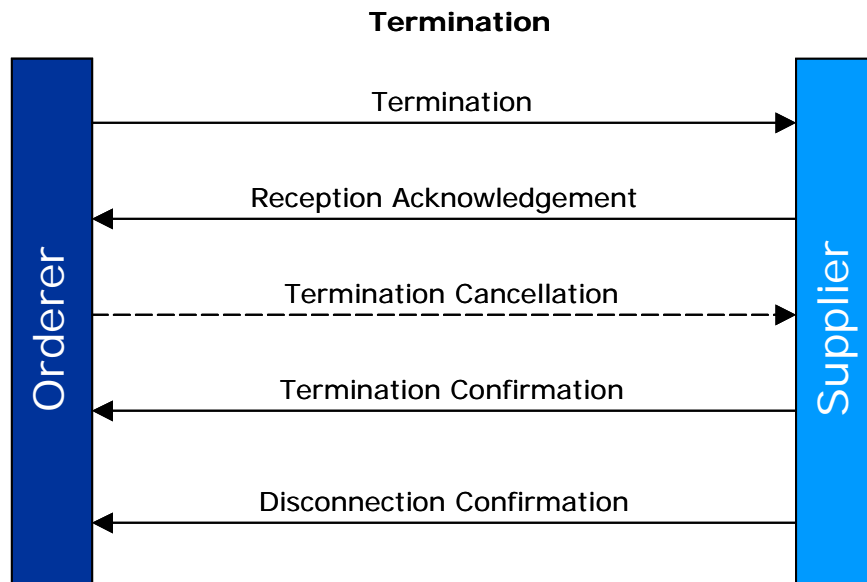 Termination
Termination
Reception Acknowledgement
Termination Cancellation
Termination Confirmation
Disconnection Confirmation
Orderer
Supplier